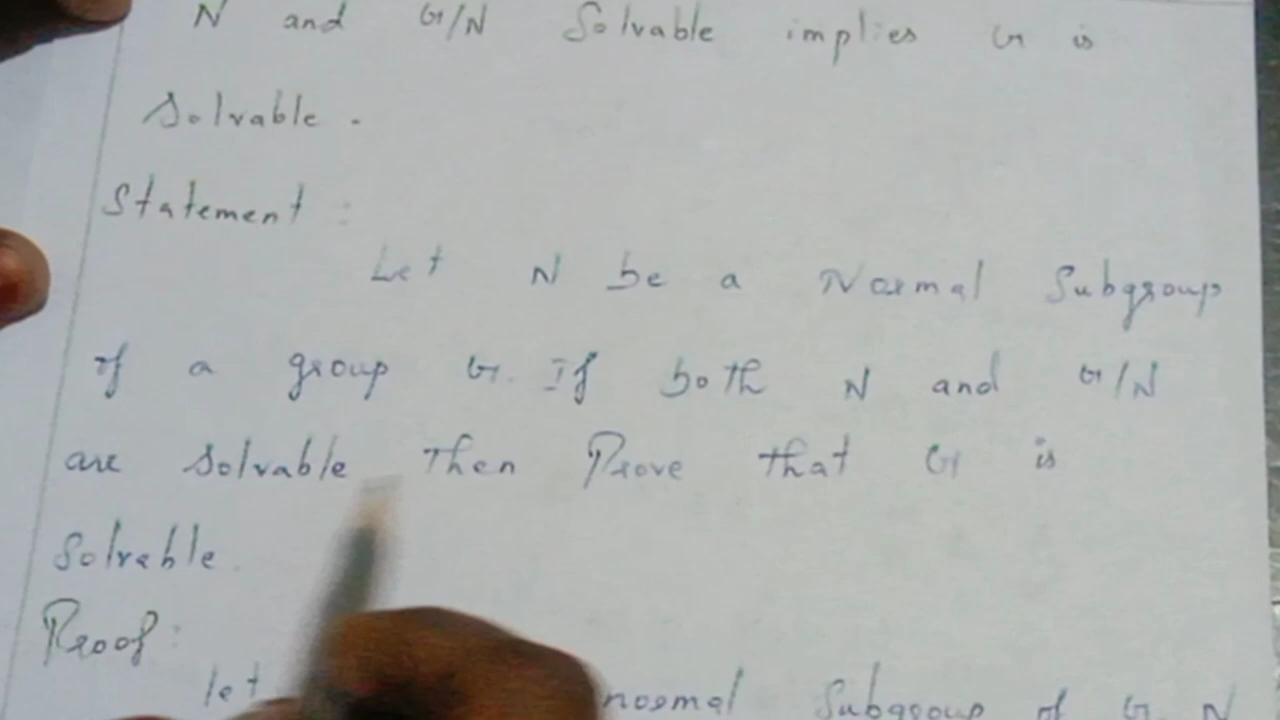 N and G/N Solvable implies G is
Solvable.
Statement:
Let N be a Normal Subgroup
of a group G. If both N and G/N
are Solvable Then Prove that G is
Solvable.
Proof:
let normal Subgroup of G. N